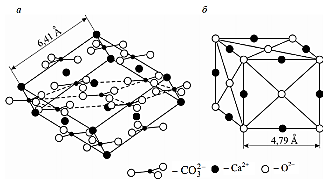 а
б
6,41 Å
4,79 Å
– CO₃²⁻ – Ca²⁺ – O²⁻